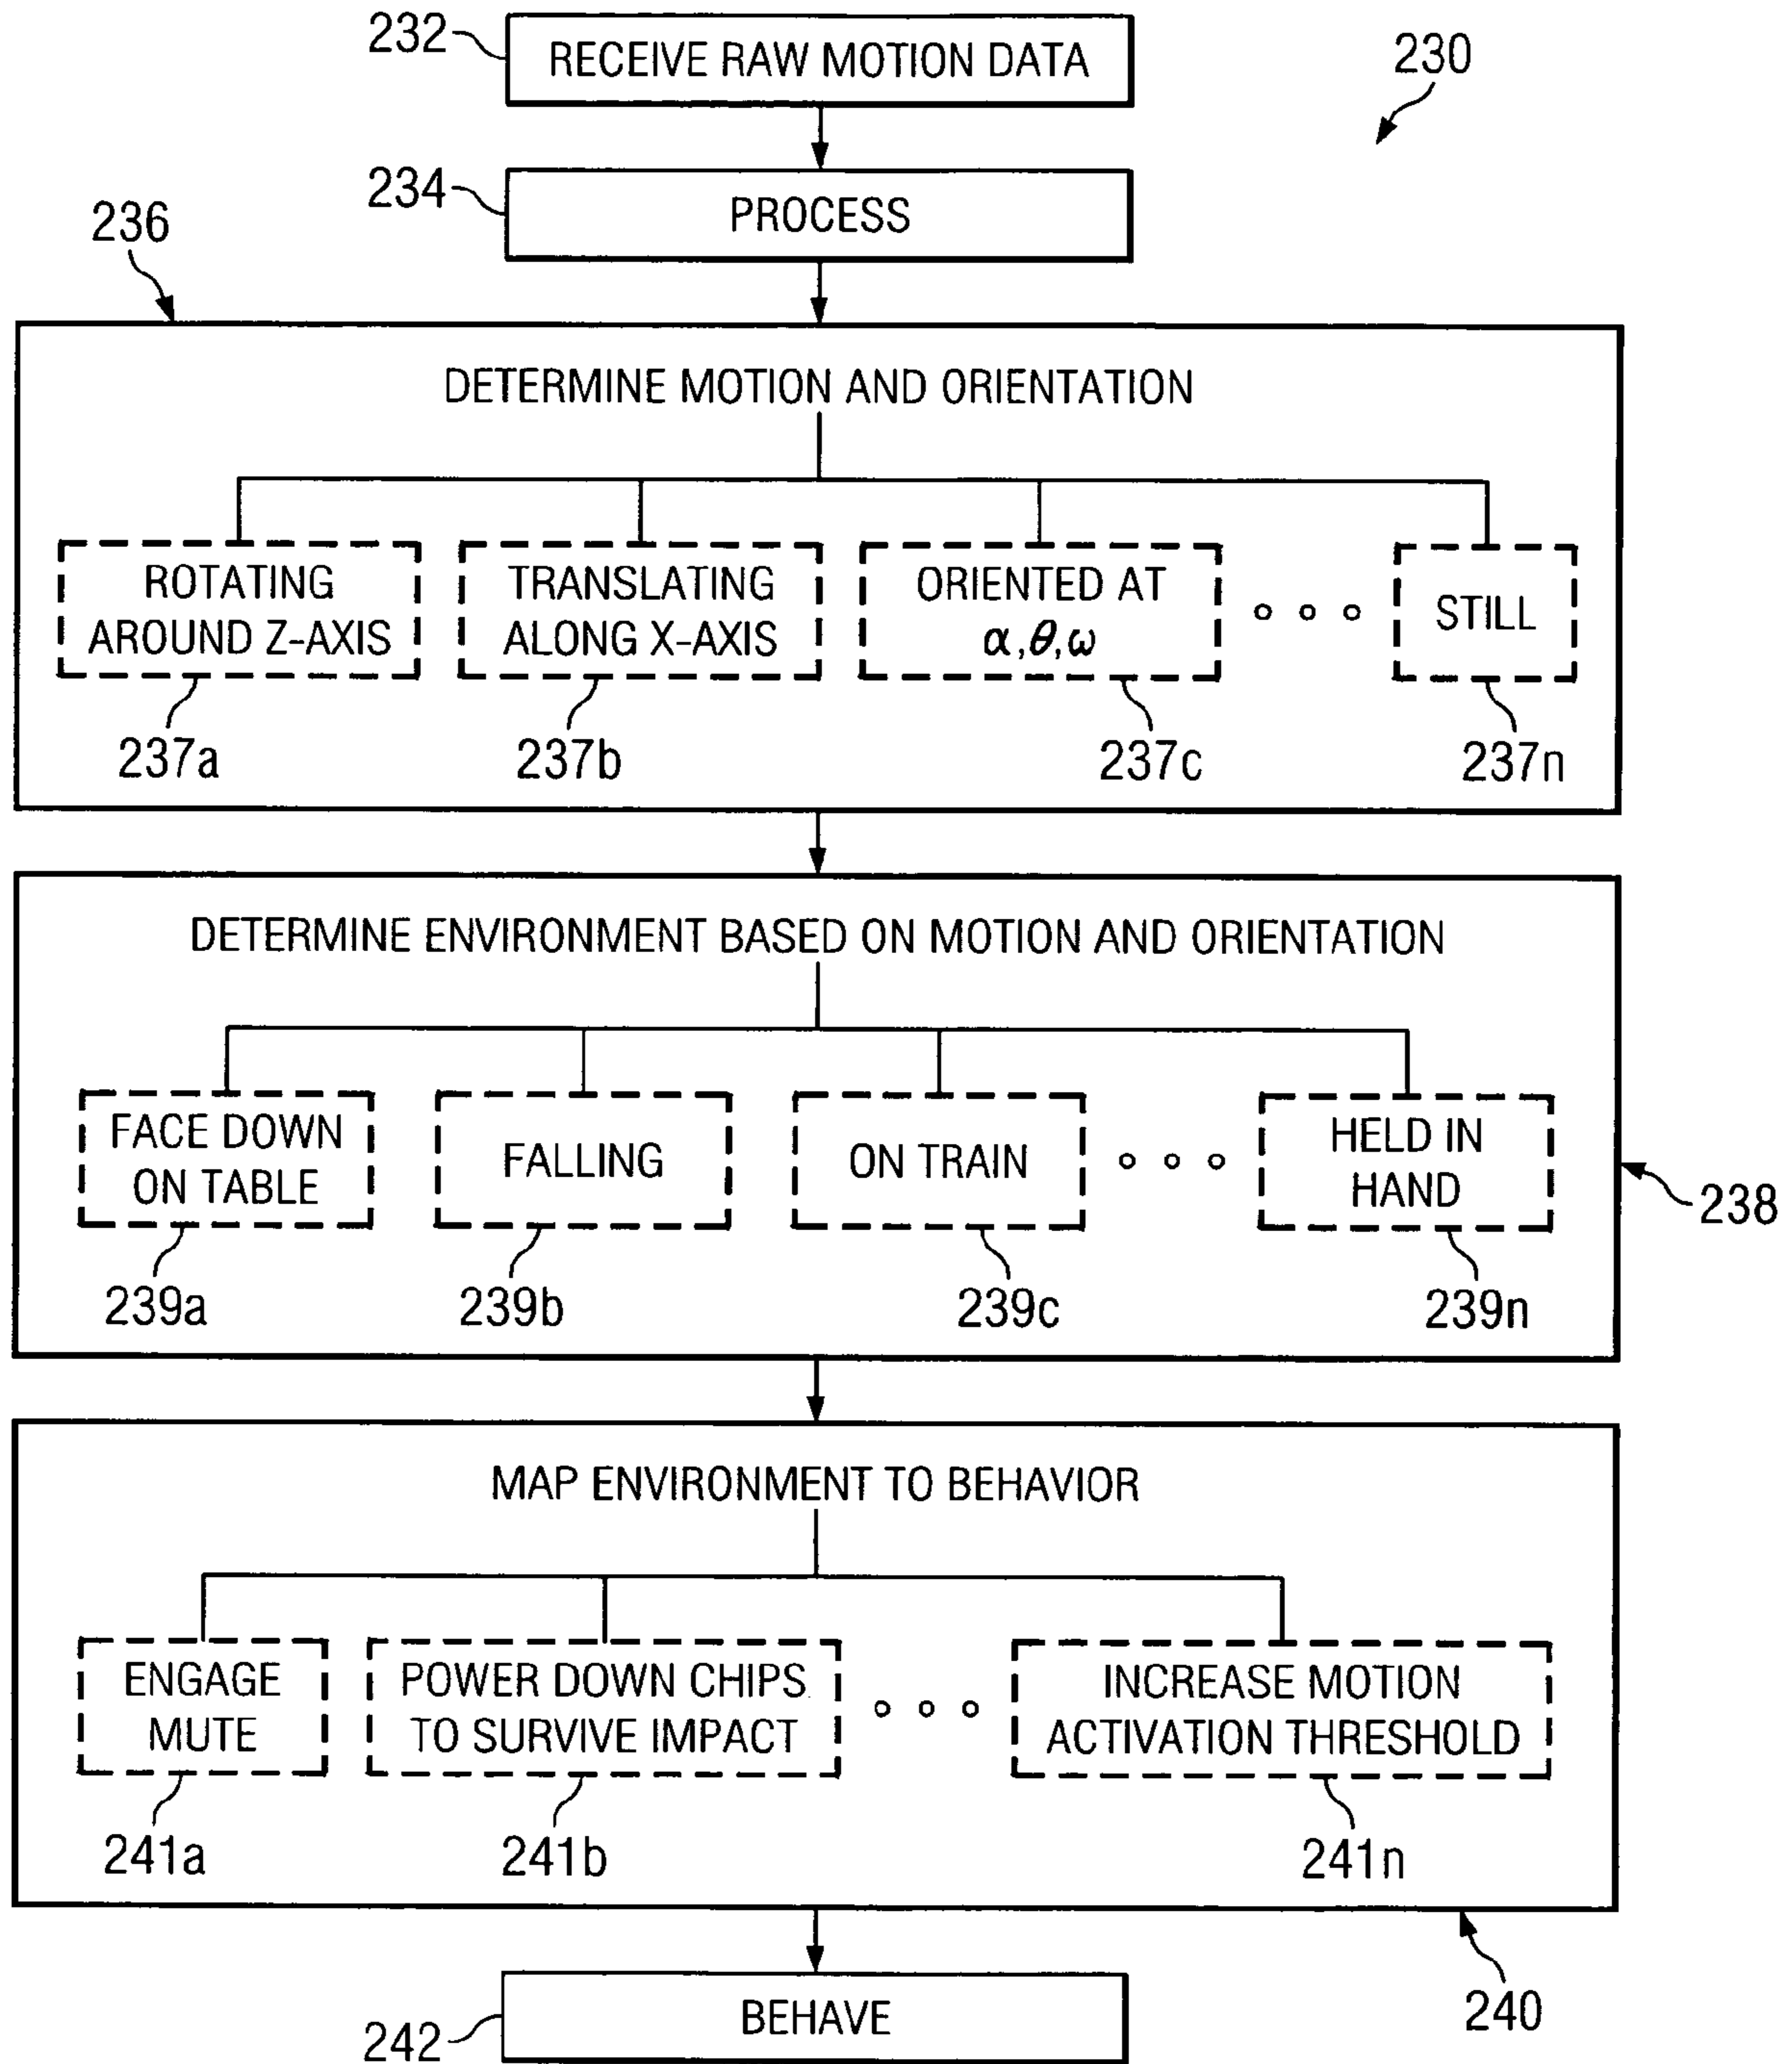 232
RECEIVE RAW MOTION DATA
230
234
PROCESS
236
DETERMINE MOTION AND ORIENTATION
ROTATING
AROUND Z-AXIS
TRANSLATING
ALONG X-AXIS
ORIENTED AT
α,θ,ω
STILL
237a
237b
237c
237n
DETERMINE ENVIRONMENT BASED ON MOTION AND ORIENTATION
FACE DOWN
ON TABLE
FALLING
ON TRAIN
HELD IN
HAND
238
239a
239b
239c
239n
MAP ENVIRONMENT TO BEHAVIOR
ENGAGE
MUTE
POWER DOWN CHIPS
TO SURVIVE IMPACT
INCREASE MOTION
ACTIVATION THRESHOLD
241a
241b
241n
240
242
BEHAVE